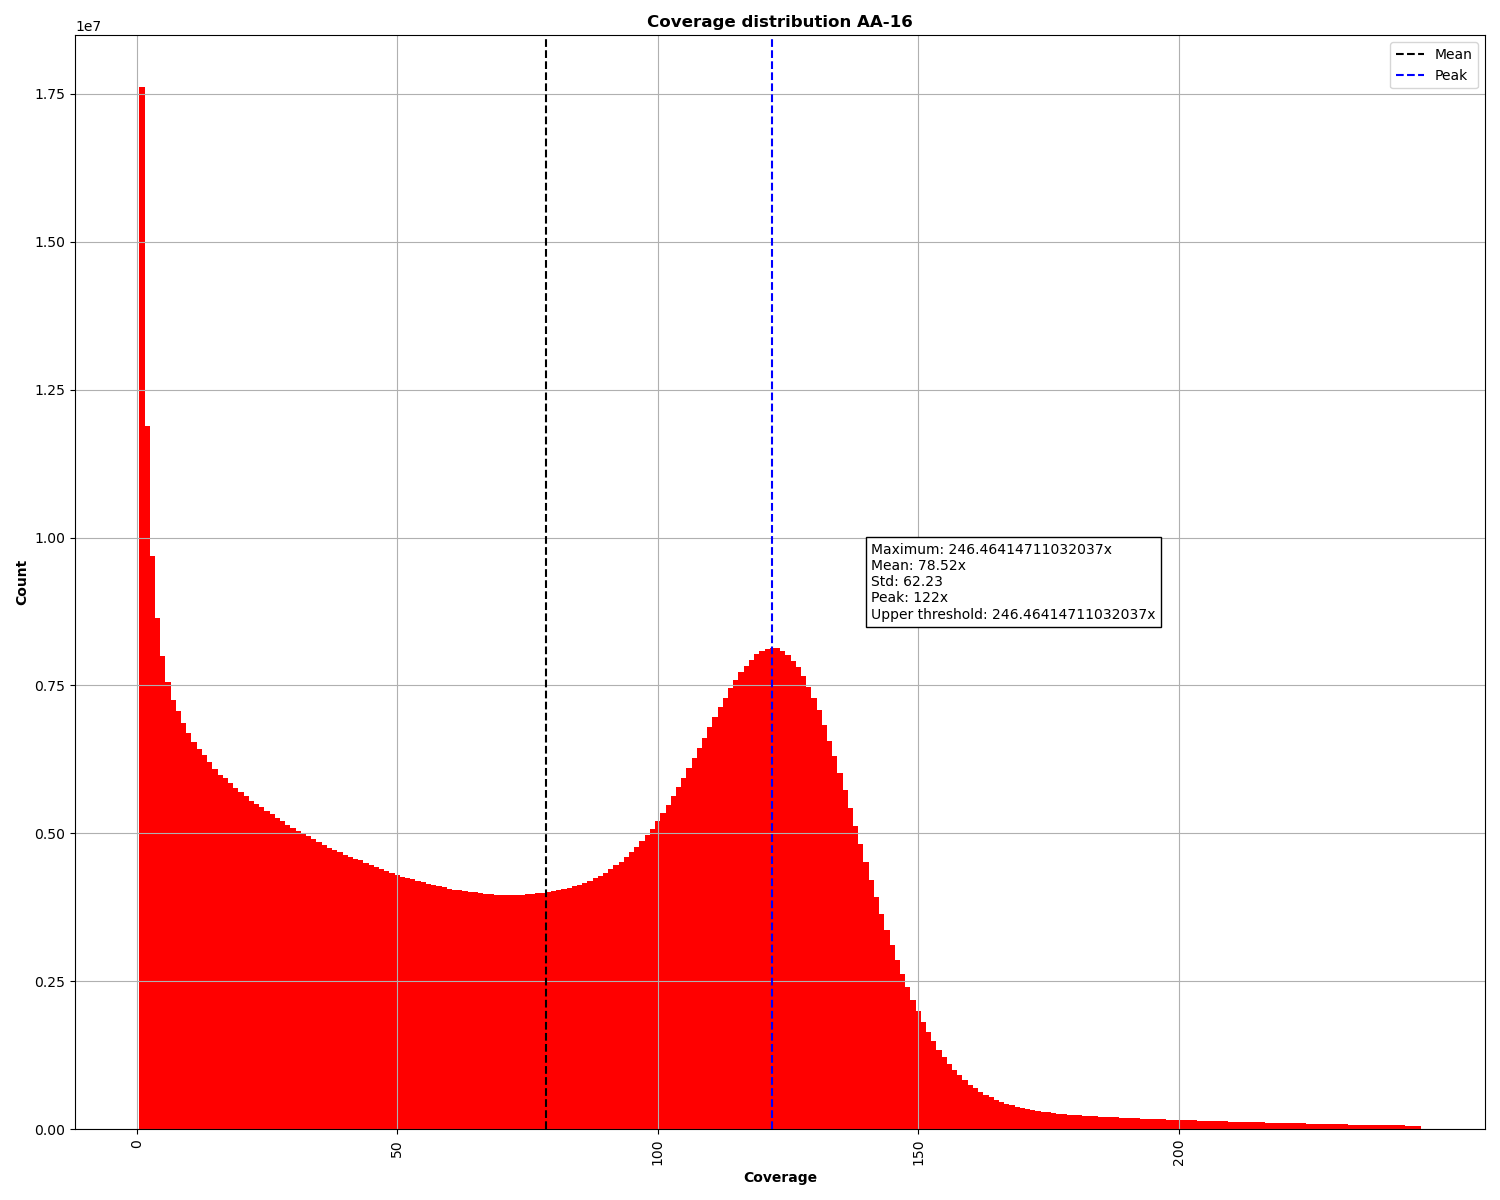 Coverage distribution AA-16
1e7
Mean
Peak
1.75
1.50
1.25
1.00
0.75
0.50
0.25
0.00
Count
Maximum: 246.46414711032037x
Mean: 78.52x
Std: 62.23
Peak: 122x
Upper threshold: 246.46414711032037x
0
50
100
150
200
Coverage